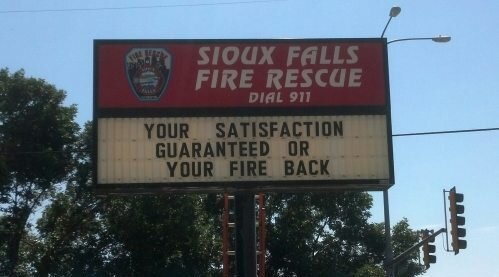 SIOUX FALLS
FIRE RESCUE
DIAL 911
YOUR SATISFACTION
GUARANTEED OR
YOUR FIRE BACK